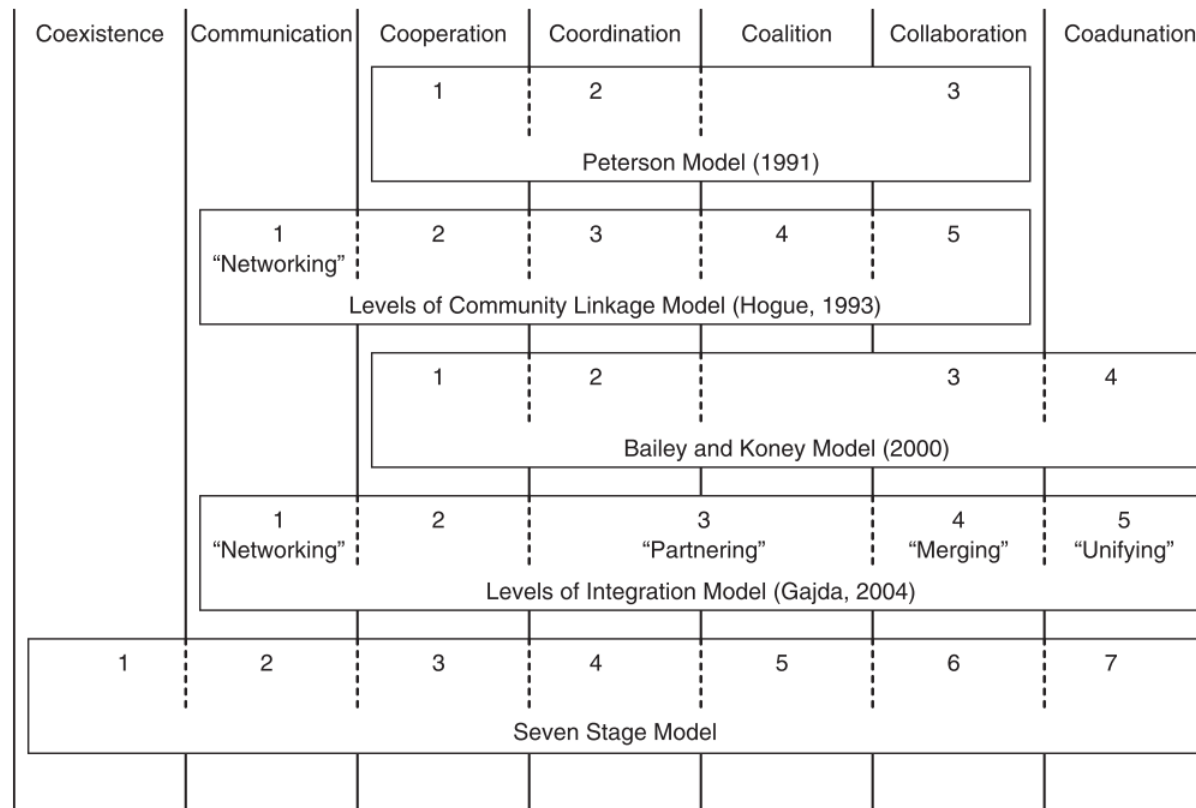 Coexistence Communication Cooperation Coordination Coalition Collaboration Coadunation
1 2 3
Peterson Model (1991)
1 2 3 4 5
“Networking”
Levels of Community Linkage Model (Hogue, 1993)
1 2 3 4
Bailey and Koney Model (2000)
1 2 3 4 5
“Networking” “Partnering” “Merging” “Unifying”
Levels of Integration Model (Gajda, 2004)
1 2 3 4 5 6 7
Seven Stage Model